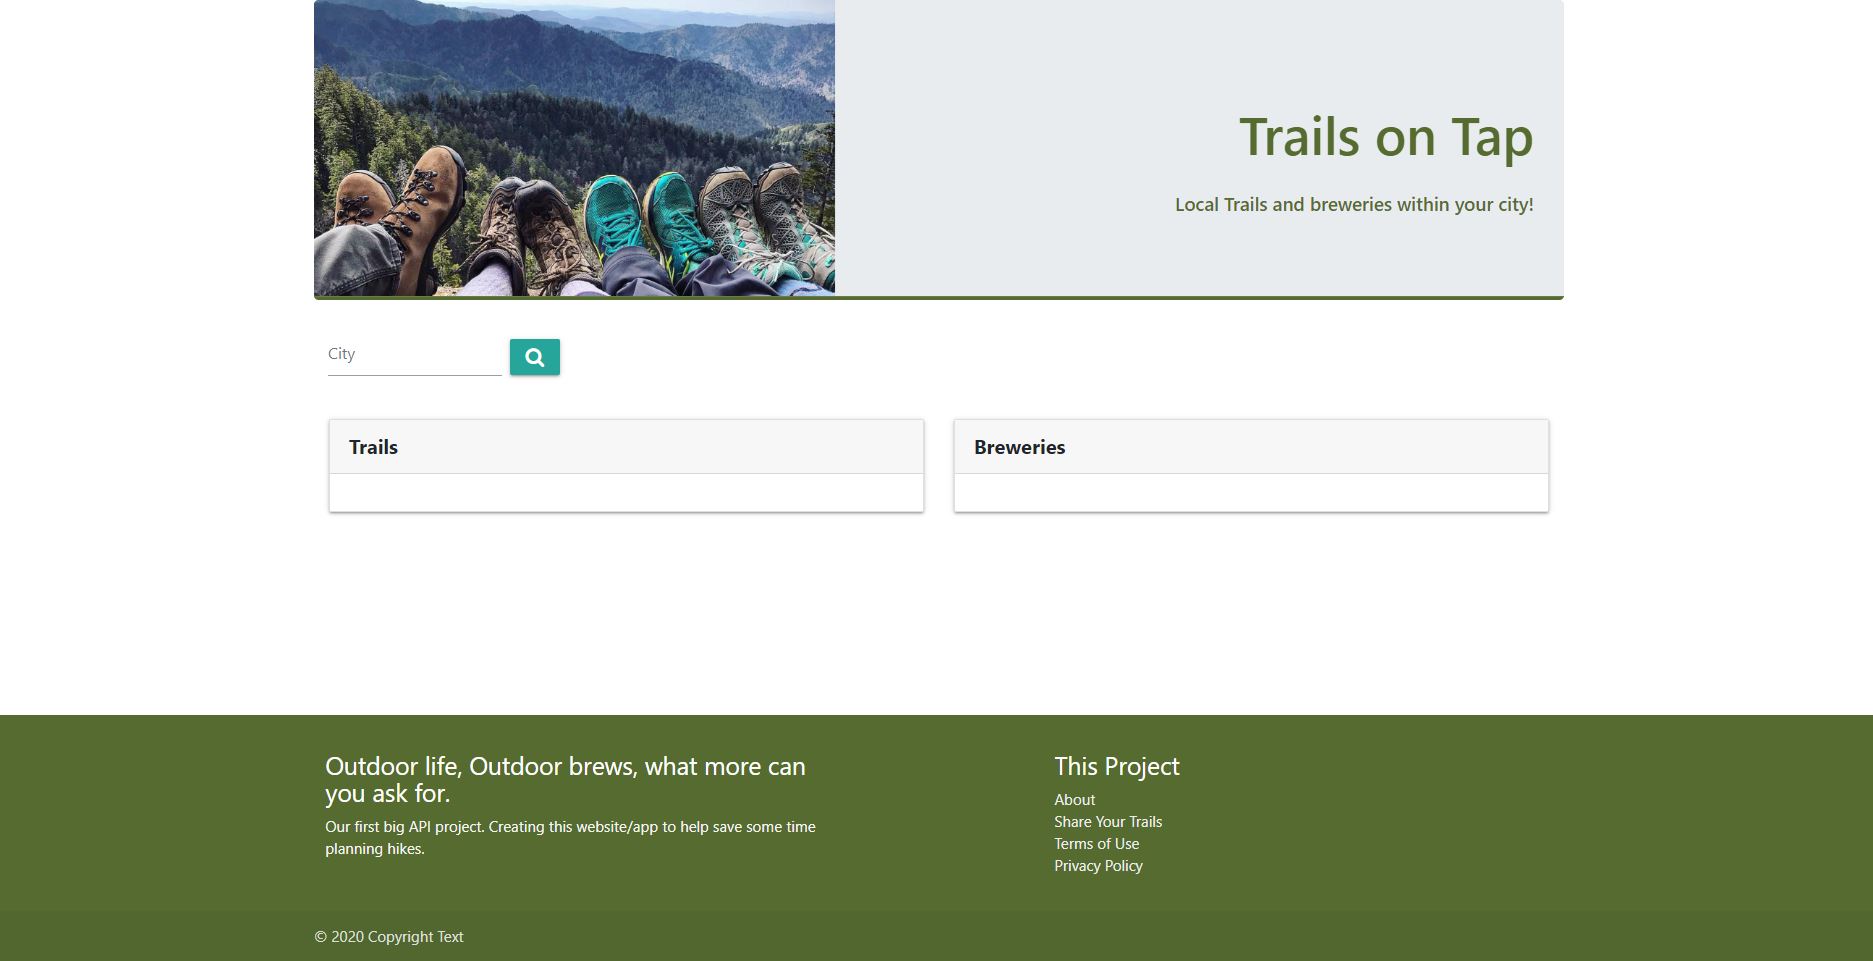 Trails on Tap
Local Trails and breweries within your city!
City
Trails
Breweries
Outdoor life, Outdoor brews, what more can
you ask for.
Our first big API project. Creating this website/app to help save some time
planning hikes.
This Project
About
Share Your Trails
Terms of Use
Privacy Policy
© 2020 Copyright Text